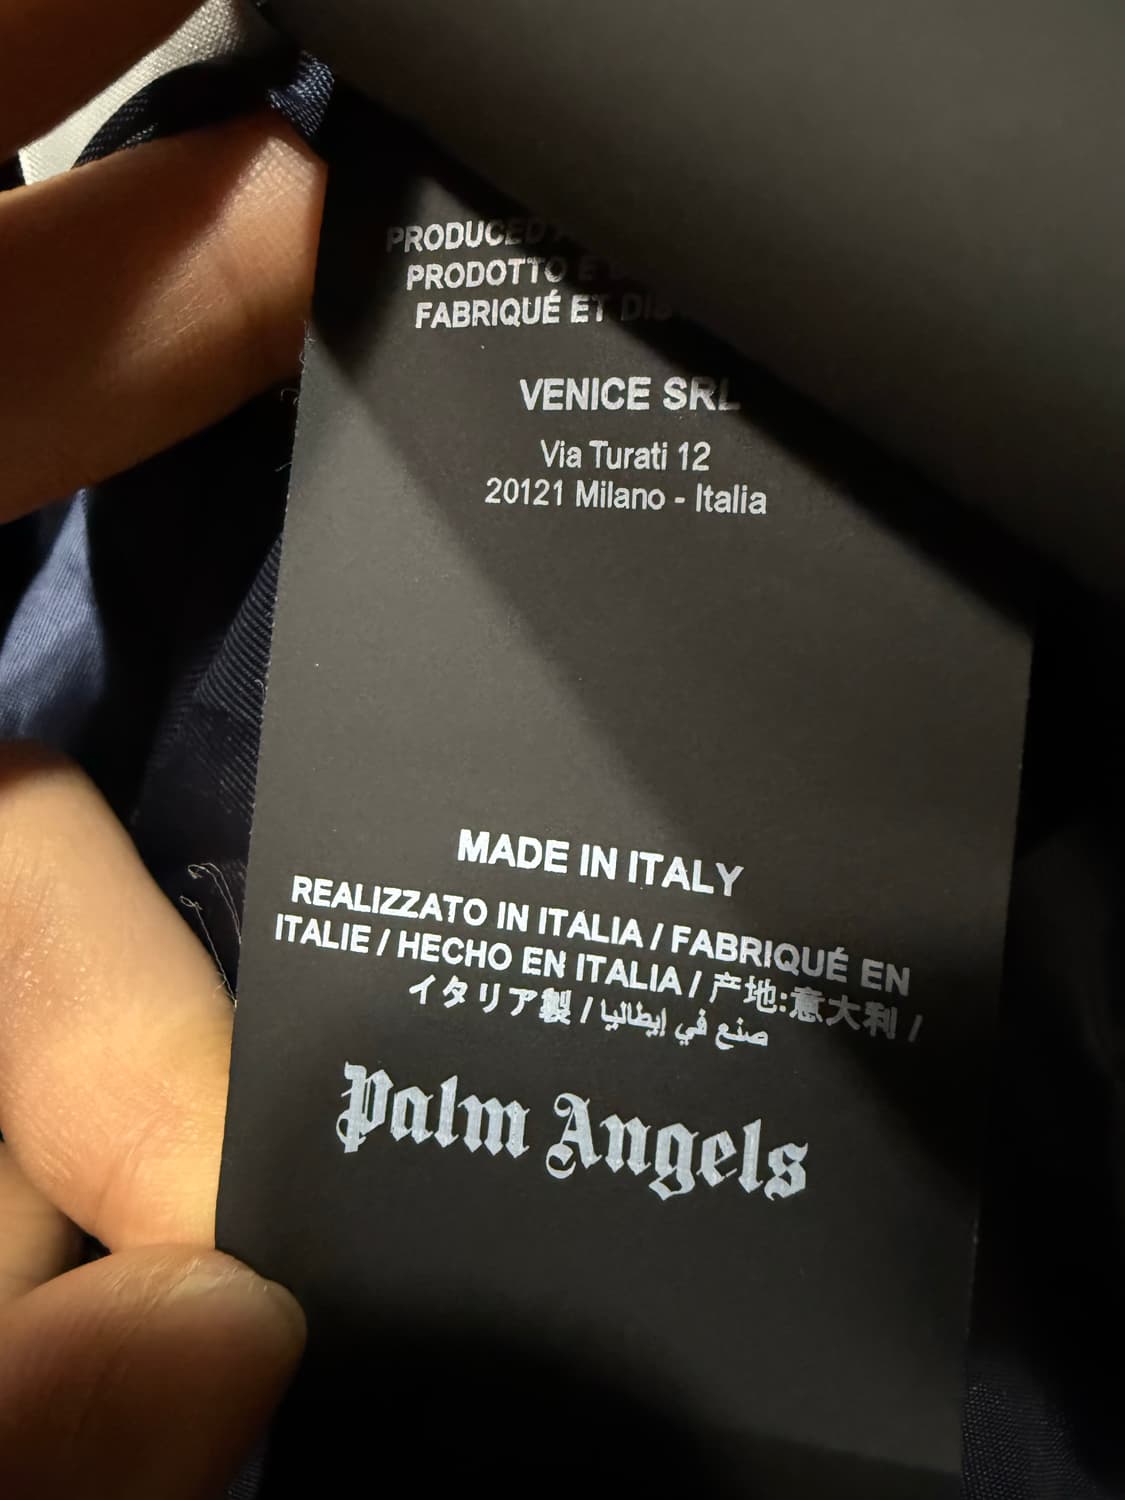 PRODUCED
PRODOTTO E
FABRIQUÉ ET
VENICE SRL
Via Turati 12
20121 Milano - Italia
MADE IN ITALY
REALIZZATO IN ITALIA / FABRIQUÉ EN
ITALIE / HECHO EN ITALIA / 产地:意大利 /
イタリア製 / صنع في إيطاليا
Palm Angels